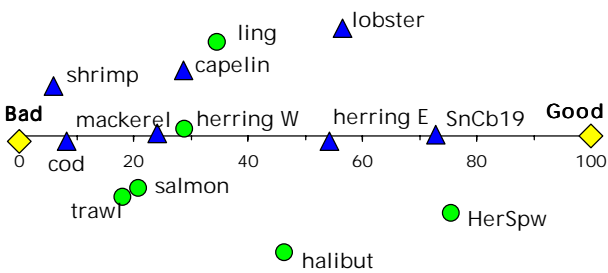 lobster
ling
capelin
shrimp
Bad
Good
mackerel herring W herring E SnCb19
0 20 40 60 80 100
cod
salmon
trawl
HerSpw
halibut